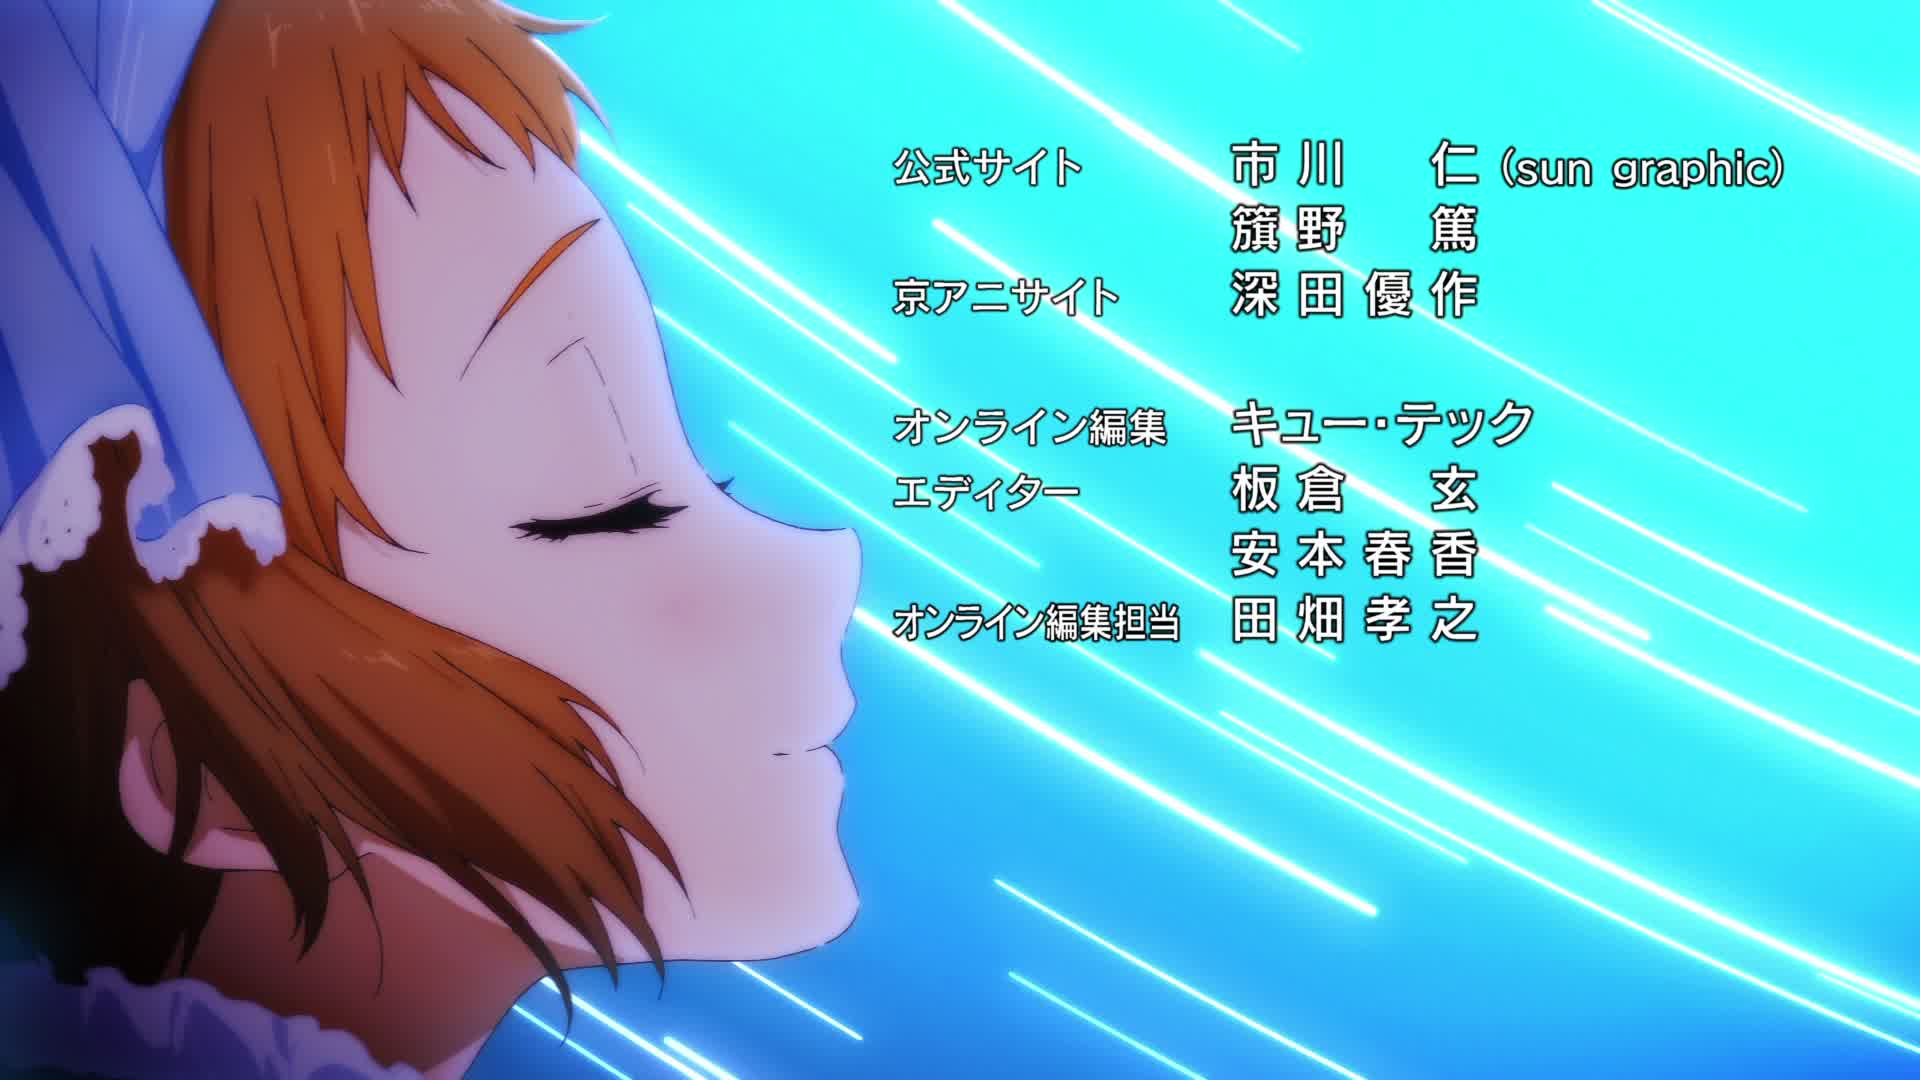 公式サイト 市川 仁 (sun graphic)
籏野 篤
京アニサイト 深田優作
オンライン編集 キュー・テック
エディター 板倉 玄
安本春香
オンライン編集担当 田畑孝之